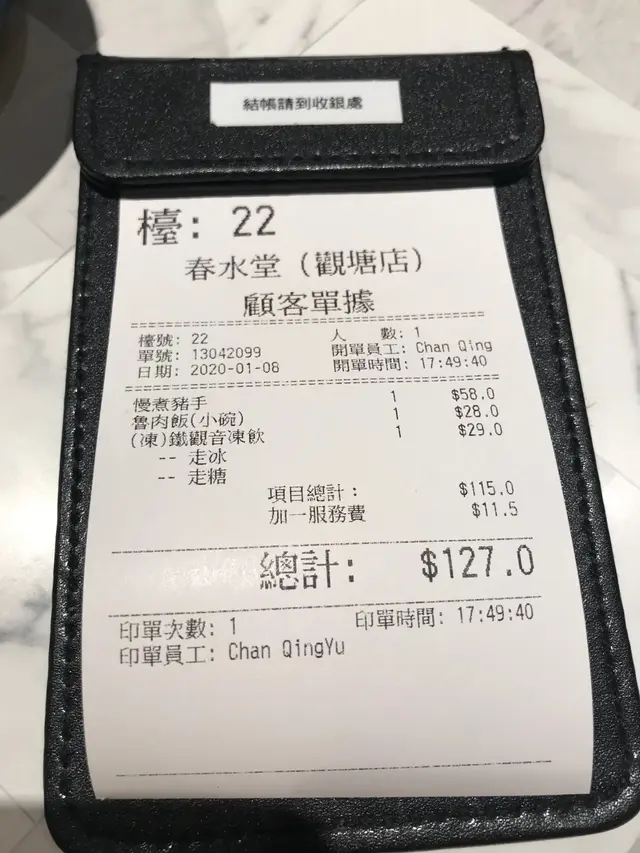 結帳請到收銀處
檯: 22
春水堂 (觀塘店)
顧客單據
檯號: 22 人 數: 1
單號: 13042099 開單員工: Chan Qing
日期: 2020-01-08 開單時間: 17:49:40
慢煮豬手 1 $58.0
魯肉飯(小碗) 1 $28.0
(凍)鐵觀音凍飲 1 $29.0
-- 走冰
-- 走糖
項目總計: $115.0
加一服務費 $11.5
總計: $127.0
印單次數: 1 印單時間: 17:49:40
印單員工: Chan QingYu